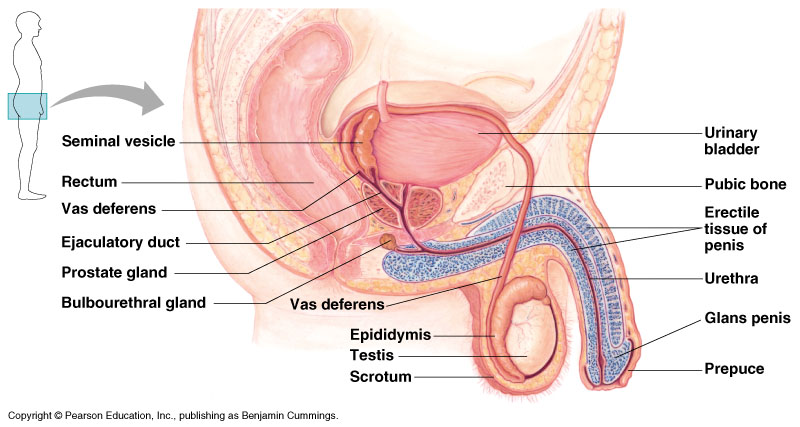 Seminal vesicle
Rectum
Vas deferens
Ejaculatory duct
Prostate gland
Bulbourethral gland
Vas deferens
Epididymis
Testis
Scrotum
Urinary
bladder
Pubic bone
Erectile
tissue of
penis
Urethra
Glans penis
Prepuce
Copyright © Pearson Education, Inc., publishing as Benjamin Cummings.